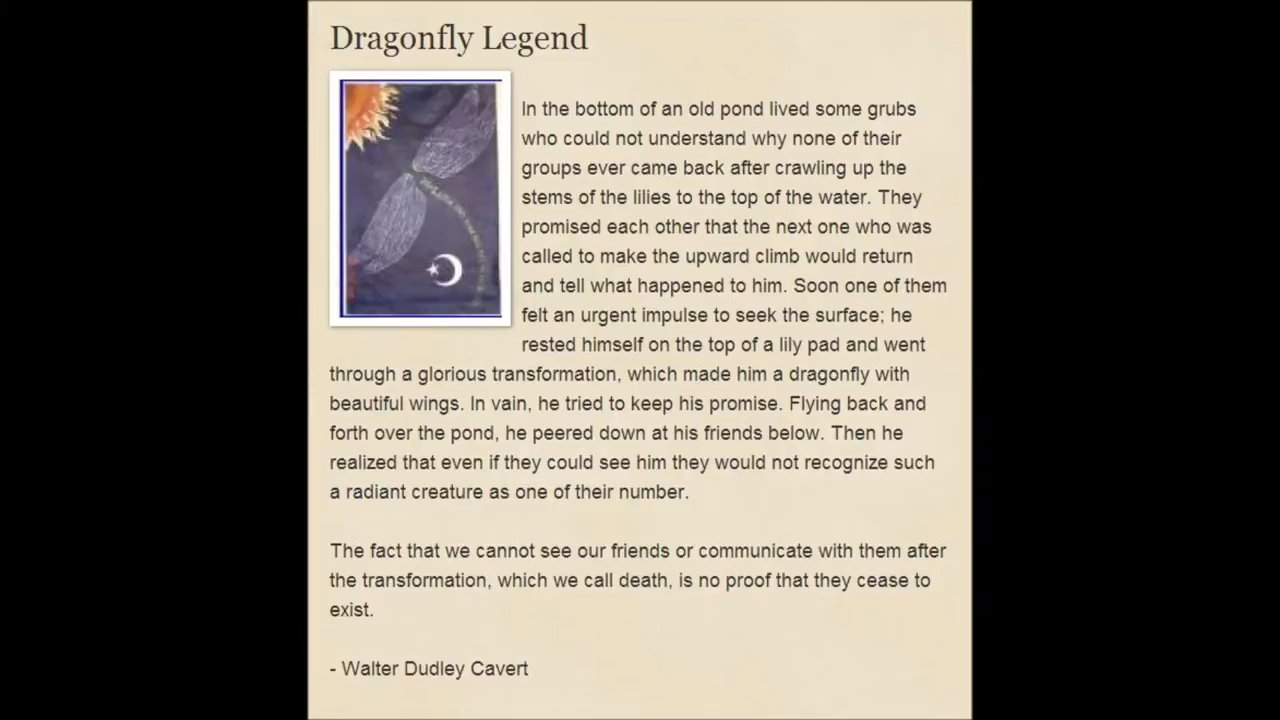 Dragonfly Legend
In the bottom of an old pond lived some grubs
who could not understand why none of their
groups ever came back after crawling up the
stems of the lilies to the top of the water. They
promised each other that the next one who was
called to make the upward climb would return
and tell what happened to him. Soon one of them
felt an urgent impulse to seek the surface; he
rested himself on the top of a lily pad and went
through a glorious transformation, which made him a dragonfly with
beautiful wings. In vain, he tried to keep his promise. Flying back and
forth over the pond, he peered down at his friends below. Then he
realized that even if they could see him they would not recognize such
a radiant creature as one of their number.
The fact that we cannot see our friends or communicate with them after
the transformation, which we call death, is no proof that they cease to
exist.
- Walter Dudley Cavert